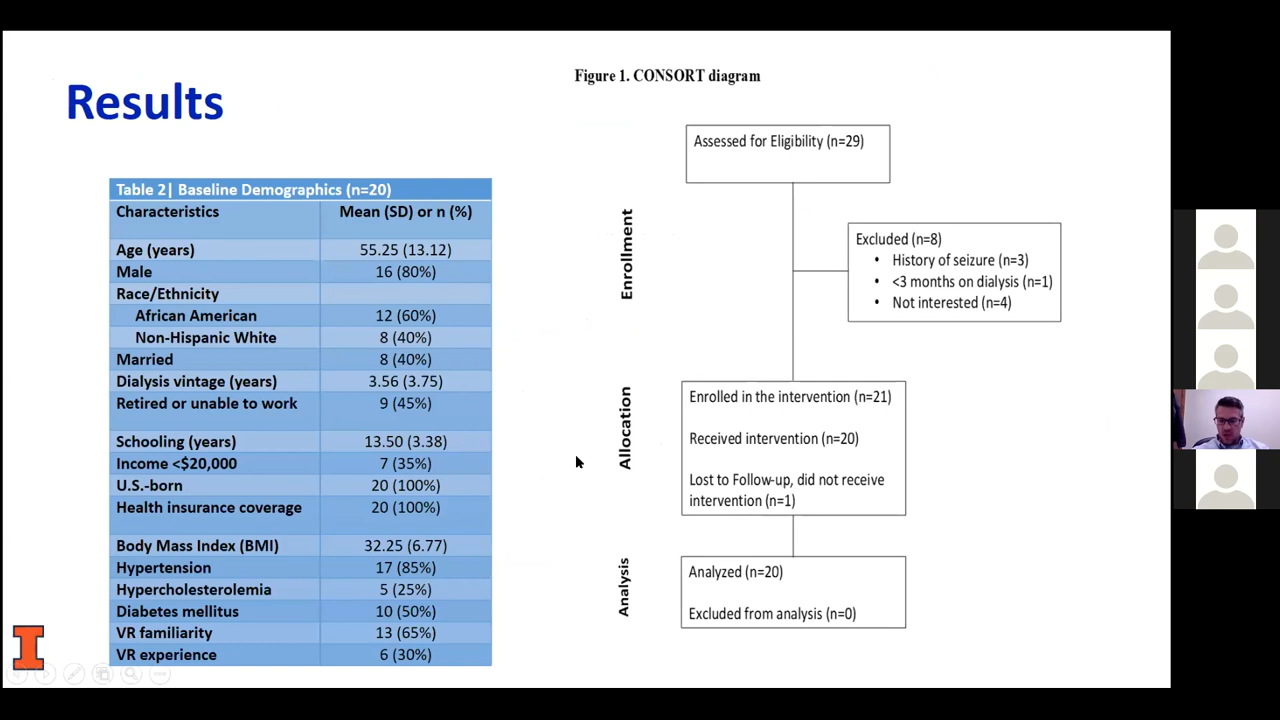 Results
Table 2| Baseline Demographics (n=20)
Characteristics Mean (SD) or n (%)
Age (years) 55.25 (13.12)
Male 16 (80%)
Race/Ethnicity
African American 12 (60%)
Non-Hispanic White 8 (40%)
Married 8 (40%)
Dialysis vintage (years) 3.56 (3.75)
Retired or unable to work 9 (45%)
Schooling (years) 13.50 (3.38)
Income <$20,000 7 (35%)
U.S.-born 20 (100%)
Health insurance coverage 20 (100%)
Body Mass Index (BMI) 32.25 (6.77)
Hypertension 17 (85%)
Hypercholesterolemia 5 (25%)
Diabetes mellitus 10 (50%)
VR familiarity 13 (65%)
VR experience 6 (30%)
I
Figure 1. CONSORT diagram
Assessed for Eligibility (n=29)
Enrollment
Excluded (n=8)
• History of seizure (n=3)
• <3 months on dialysis (n=1)
• Not interested (n=4)
Allocation
Enrolled in the intervention (n=21)
Received intervention (n=20)
Lost to Follow-up, did not receive
intervention (n=1)
Analysis
Analyzed (n=20)
Excluded from analysis (n=0)